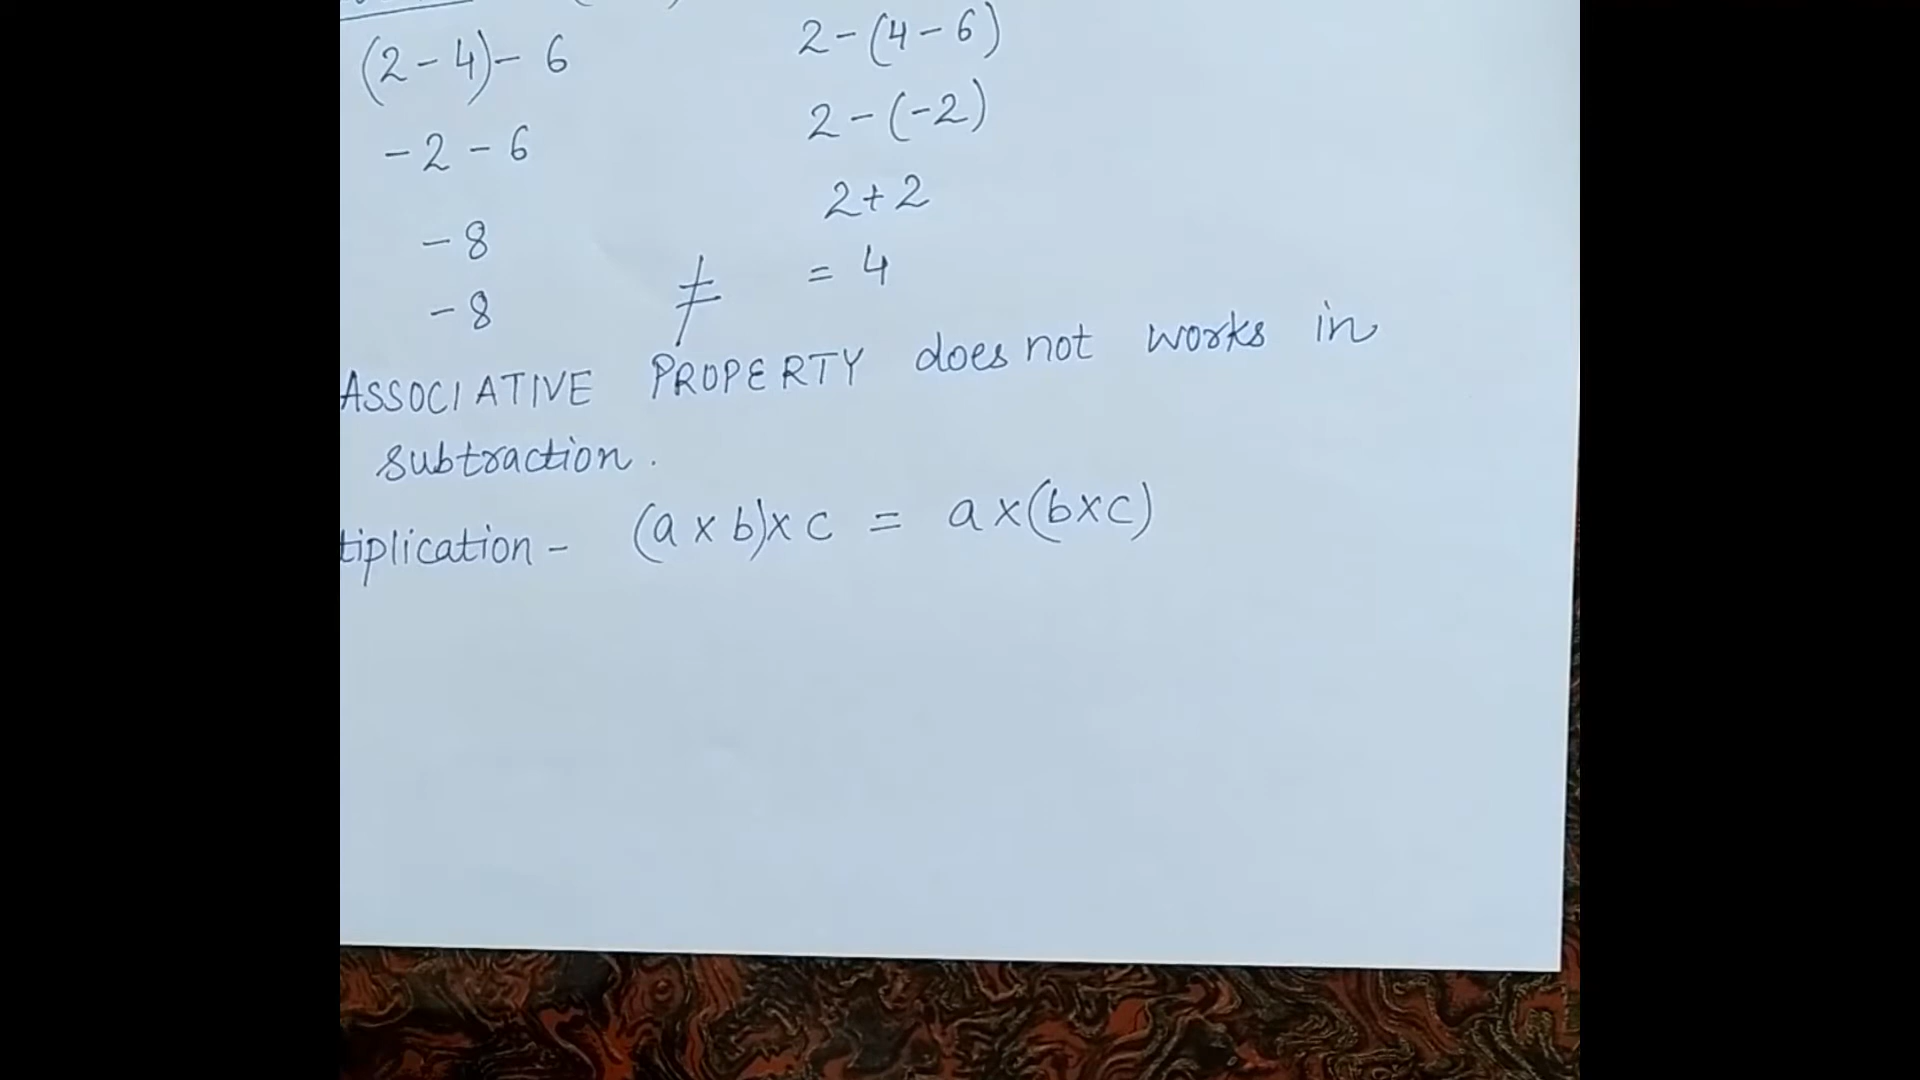 (2-4)-6 2-(4-6)
-2-6 2-(-2)
2+2
-8
-8 ≠ = 4
ASSOCIATIVE PROPERTY does not works in
subtraction.
tiplication - (a x b)x c = a x(bxc)